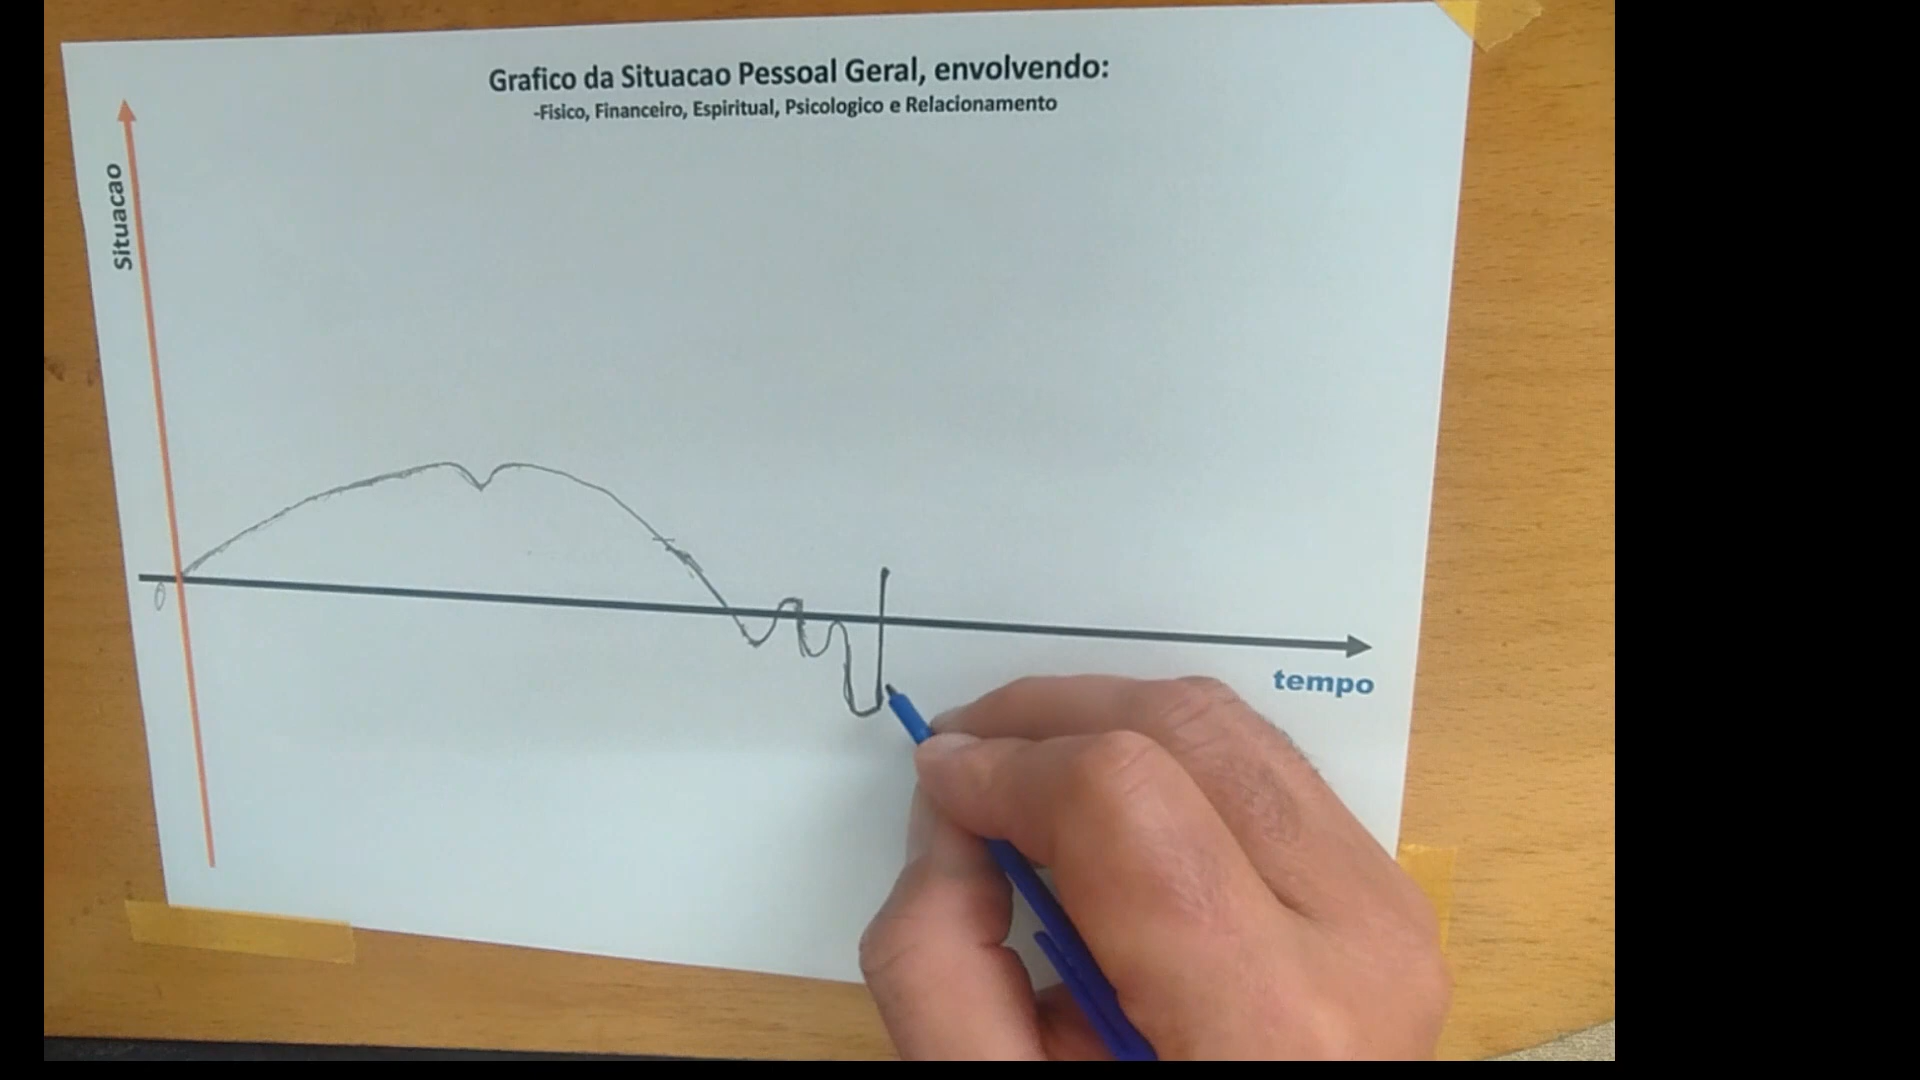 Grafico da Situacao Pessoal Geral, envolvendo:
-Fisico, Financeiro, Espiritual, Psicologico e Relacionamento
Situacao
0
tempo